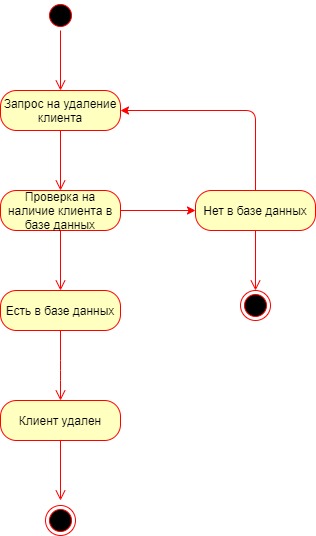 Запрос на удаление
клиента
Проверка на
наличие клиента в
базе данных
Нет в базе данных
Есть в базе данных
Клиент удален